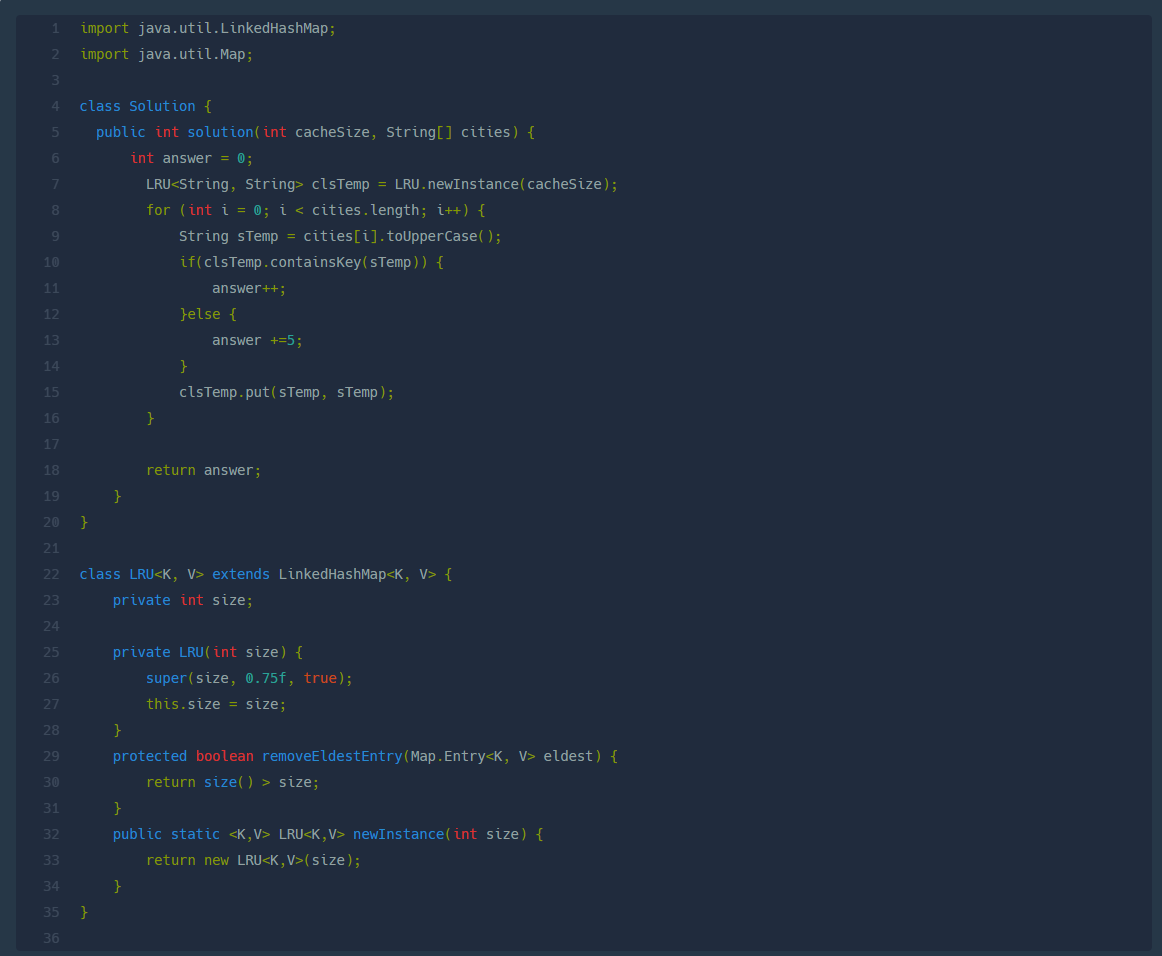 1 import java.util.LinkedHashMap;
2 import java.util.Map;
3
4 class Solution {
5   public int solution(int cacheSize, String[] cities) {
6       int answer = 0;
7         LRU<String, String> clsTemp = LRU.newInstance(cacheSize);
8         for (int i = 0; i < cities.length; i++) {
9             String sTemp = cities[i].toUpperCase();
10             if(clsTemp.containsKey(sTemp)) {
11                 answer++;
12             }else {
13                 answer +=5;
14             }
15             clsTemp.put(sTemp, sTemp);
16         }
17
18         return answer;
19     }
20 }
21
22 class LRU<K, V> extends LinkedHashMap<K, V> {
23     private int size;
24
25     private LRU(int size) {
26         super(size, 0.75f, true);
27         this.size = size;
28     }
29     protected boolean removeEldestEntry(Map.Entry<K, V> eldest) {
30         return size() > size;
31     }
32     public static <K,V> LRU<K,V> newInstance(int size) {
33         return new LRU<K,V>(size);
34     }
35 }
36